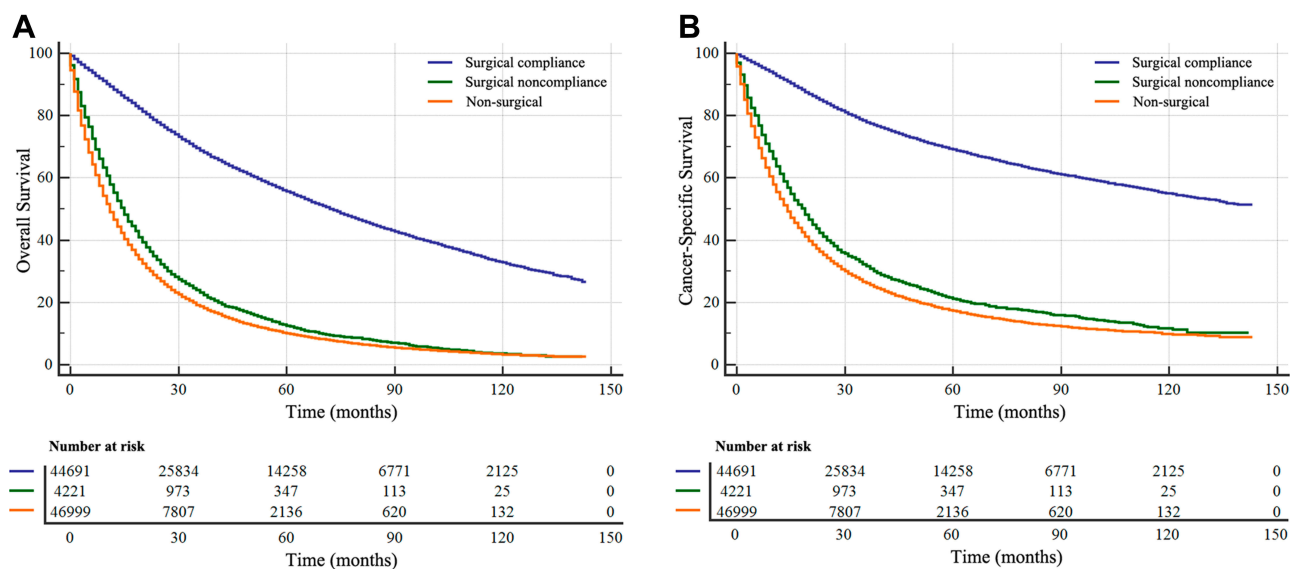 A
100
80
60
40
20
0
Overall Survival
Surgical compliance
Surgical noncompliance
Non-surgical
0 30 60 90 120 150
Time (months)
Number at risk
44691 25834 14258 6771 2125 0
4221 973 347 113 25 0
46999 7807 2136 620 132 0
0 30 60 90 120 150
Time (months)
B
100
80
60
40
20
0
Cancer-Specific Survival
Surgical compliance
Surgical noncompliance
Non-surgical
0 30 60 90 120 150
Time (months)
Number at risk
44691 25834 14258 6771 2125 0
4221 973 347 113 25 0
46999 7807 2136 620 132 0
0 30 60 90 120 150
Time (months)